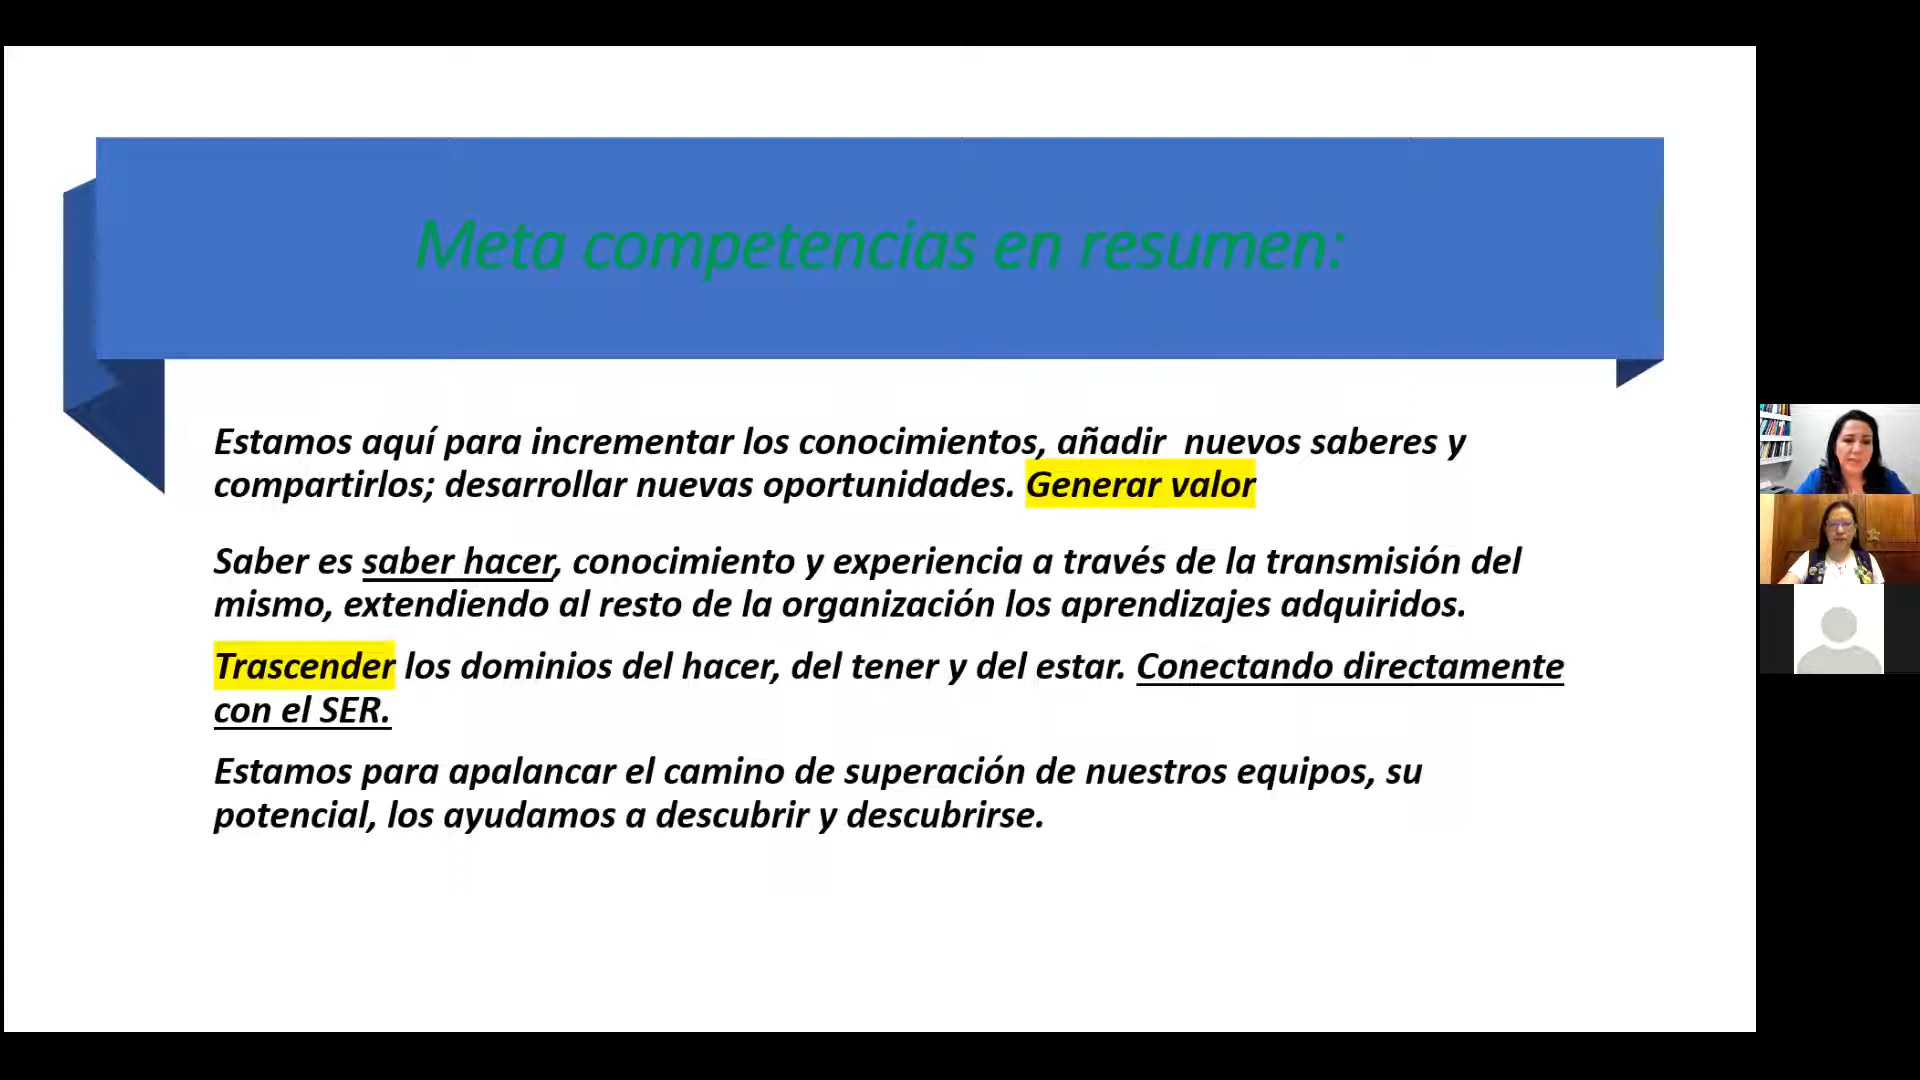 Meta competencias en resumen:
Estamos aquí para incrementar los conocimientos, añadir  nuevos saberes y
compartirlos; desarrollar nuevas oportunidades. Generar valor
Saber es saber hacer, conocimiento y experiencia a través de la transmisión del
mismo, extendiendo al resto de la organización los aprendizajes adquiridos.
Trascender los dominios del hacer, del tener y del estar. Conectando directamente
con el SER.
Estamos para apalancar el camino de superación de nuestros equipos, su
potencial, los ayudamos a descubrir y descubrirse.